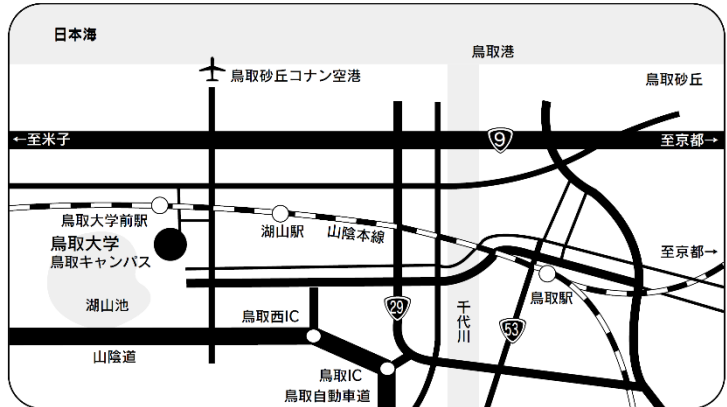 日本海
鳥取港
鳥取砂丘コナン空港
鳥取砂丘
←至米子
9
至京都→
鳥取大学前駅
湖山駅
山陰本線
鳥取大学
鳥取キャンパス
至京都→
鳥取駅
湖山池
鳥取西IC
29
千代川
53
山陰道
鳥取IC
鳥取自動車道